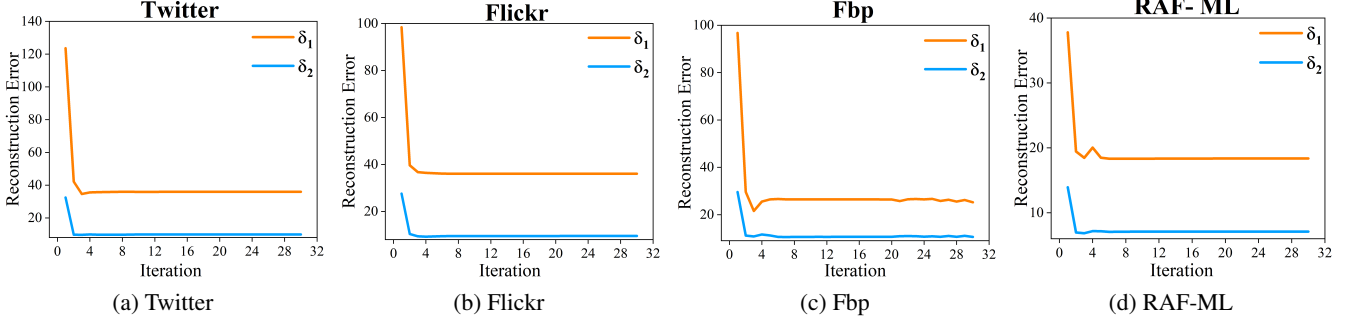 Twitter
140
120
100
80
60
40
20
Reconstruction Error
δ1
δ2
0 4 8 12 16 20 24 28 32
Iteration
(a) Twitter
Flickr
100
80
60
40
20
Reconstruction Error
δ1
δ2
0 4 8 12 16 20 24 28 32
Iteration
(b) Flickr
Fbp
100
80
60
40
20
Reconstruction Error
δ1
δ2
0 4 8 12 16 20 24 28 32
Iteration
(c) Fbp
RAF- ML
40
30
20
10
Reconstruction Error
δ1
δ2
0 4 8 12 16 20 24 28 32
Iteration
(d) RAF-ML